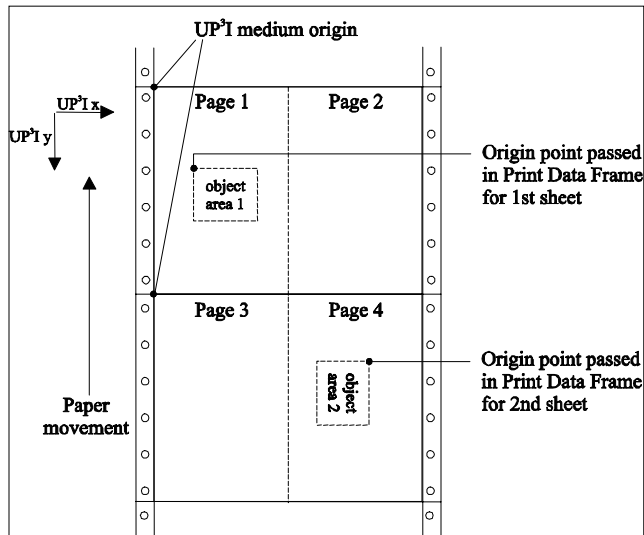 UP³I medium origin
UP³I x
UP³I y
Page 1
Page 2
object
area 1
Origin point passed
in Print Data Frame
for 1st sheet
Page 3
Page 4
object
area 2
Origin point passed
in Print Data Frame
for 2nd sheet
Paper
movement